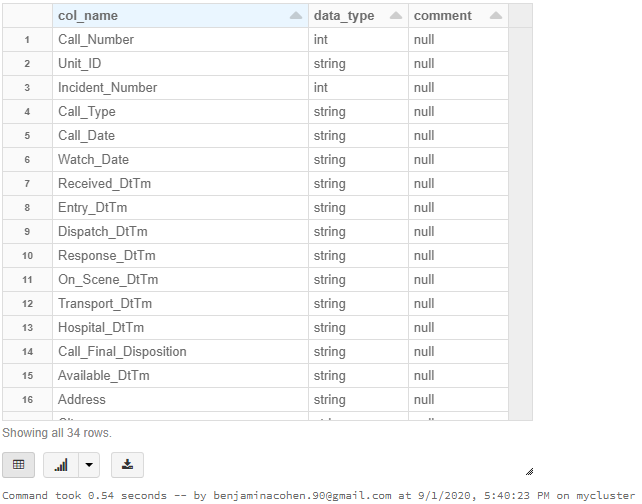 col_name data_type comment
1 Call_Number int null
2 Unit_ID string null
3 Incident_Number int null
4 Call_Type string null
5 Call_Date string null
6 Watch_Date string null
7 Received_DtTm string null
8 Entry_DtTm string null
9 Dispatch_DtTm string null
10 Response_DtTm string null
11 On_Scene_DtTm string null
12 Transport_DtTm string null
13 Hospital_DtTm string null
14 Call_Final_Disposition string null
15 Available_DtTm string null
16 Address string null
Showing all 34 rows.
Command took 0.54 seconds -- by benjaminacohen.90@gmail.com at 9/1/2020, 5:40:23 PM on mycluster